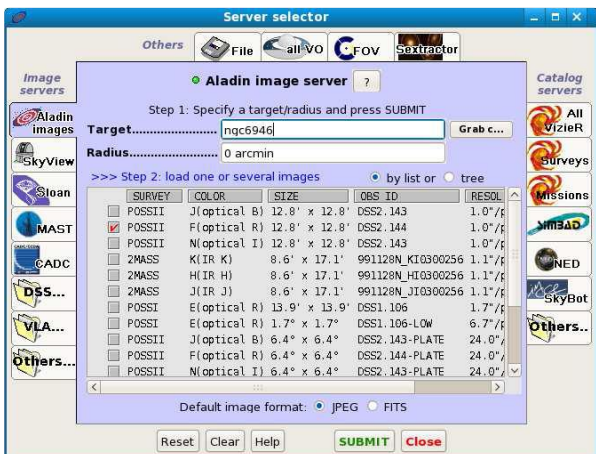 Server selector
Others File all-VO FOV Sextractor
Image servers
Catalog servers
Aladin images
SkyView
Sloan
MAST
CADC
DSS...
VLA...
Others...
Aladin image server ?
Step 1: Specify a target/radius and press SUBMIT
Target........................ ngc6946 Grab c...
Radius........................ 0 arcmin
>>> Step 2: load one or several images by list or tree
SURVEY COLOR SIZE OBS ID RESOL
POSSII J(optical B) 12.8' x 12.8' DSS2.143 1.0"/p
POSSII F(optical R) 12.8' x 12.8' DSS2.144 1.0"/p
POSSII N(optical I) 12.8' x 12.8' DSS2.143 1.0"/p
2MASS K(IR K) 8.6' x 17.1' 991128N_KI0300256 1.1"/p
2MASS H(IR H) 8.6' x 17.1' 991128N_HI0300256 1.1"/p
2MASS J(IR J) 8.6' x 17.1' 991128N_JI0300256 1.1"/p
POSSI E(optical R) 13.9' x 13.9' DSS1.106 1.7"/p
POSSI E(optical R) 1.7° x 1.7° DSS1.106-LOW 6.7"/p
POSSII J(optical B) 6.4° x 6.4° DSS2.143-PLATE 24.0"/
POSSII F(optical R) 6.4° x 6.4° DSS2.144-PLATE 24.0"/
POSSII N(optical I) 6.4° x 6.4° DSS2.143-PLATE 24.0"/
Default image format: JPEG FITS
Reset Clear Help SUBMIT Close
All VizieR
Surveys
Missions
SIMBAD
NED
SkyBot
Others..